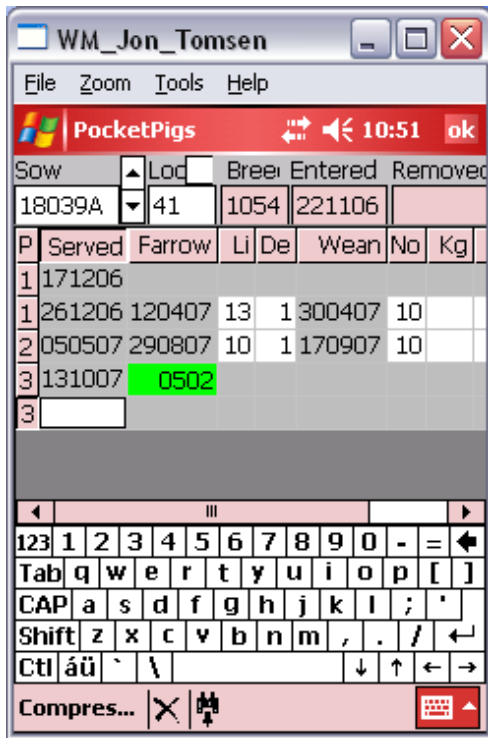 WM_Jon_Tomsen
File Zoom Tools Help
PocketPigs 10:51 ok
Sow Loc Bree Entered Removed
18039A 41 1054 221106
P Served Farrow Li De Wean No Kg
1 171206
1 261206 120407 13 1 300407 10
2 050507 290807 10 1 170907 10
3 131007 0502
3
123 1 2 3 4 5 6 7 8 9 0 - =
Tab q w e r t y u i o p [ ]
CAP a s d f g h j k l ; '
Shift z x c v b n m , . /
Ctl áü ` \
Compres...